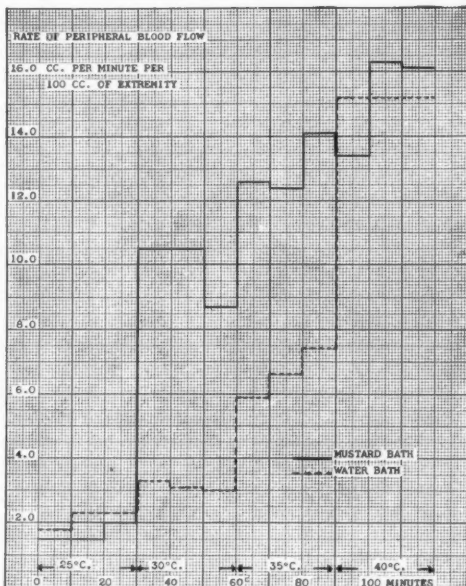 RATE OF PERIPHERAL BLOOD FLOW
16.0 CC. PER MINUTE PER
100 CC. OF EXTREMITY
14.0
12.0
10.0
8.0
6.0
4.0
MUSTARD BATH
WATER BATH
2.0
25°C. 30°C. 35°C. 40°C.
0 20 40 60 80 100 MINUTES